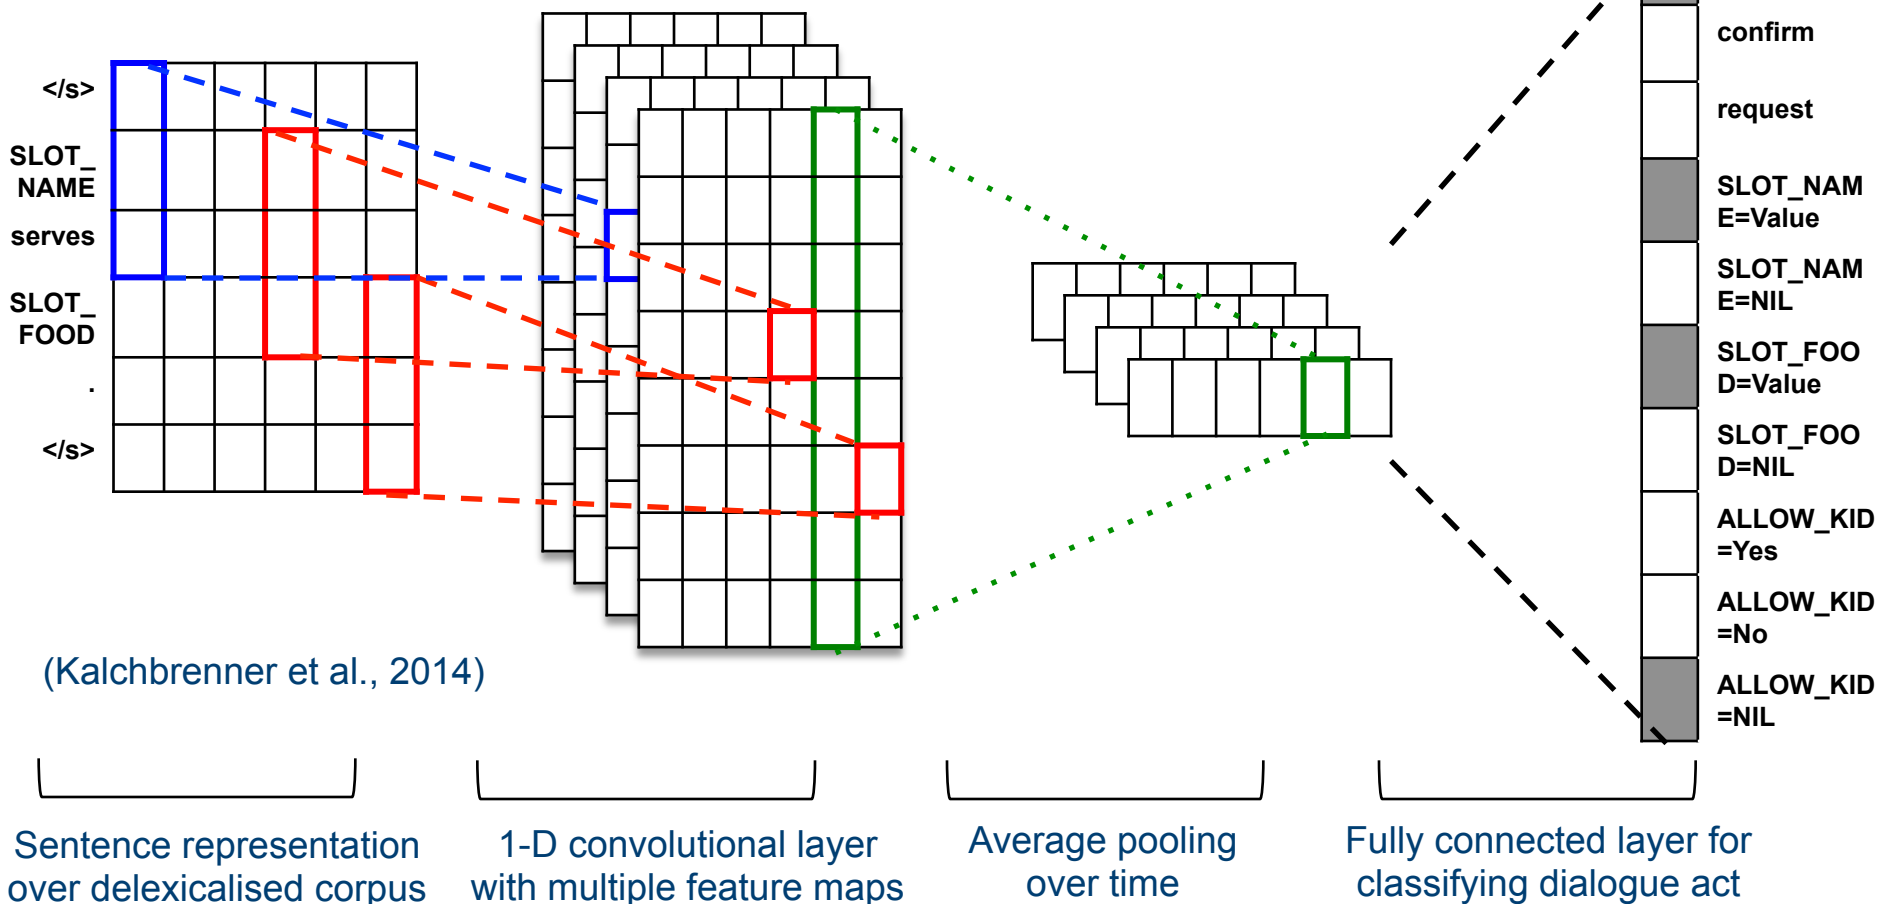 </s>
SLOT_
NAME
serves
SLOT_
FOOD
.
</s>
(Kalchbrenner et al., 2014)
confirm
request
SLOT_NAM
E=Value
SLOT_NAM
E=NIL
SLOT_FOO
D=Value
SLOT_FOO
D=NIL
ALLOW_KID
=Yes
ALLOW_KID
=No
ALLOW_KID
=NIL
Sentence representation
over delexicalised corpus
1-D convolutional layer
with multiple feature maps
Average pooling
over time
Fully connected layer for
classifying dialogue act